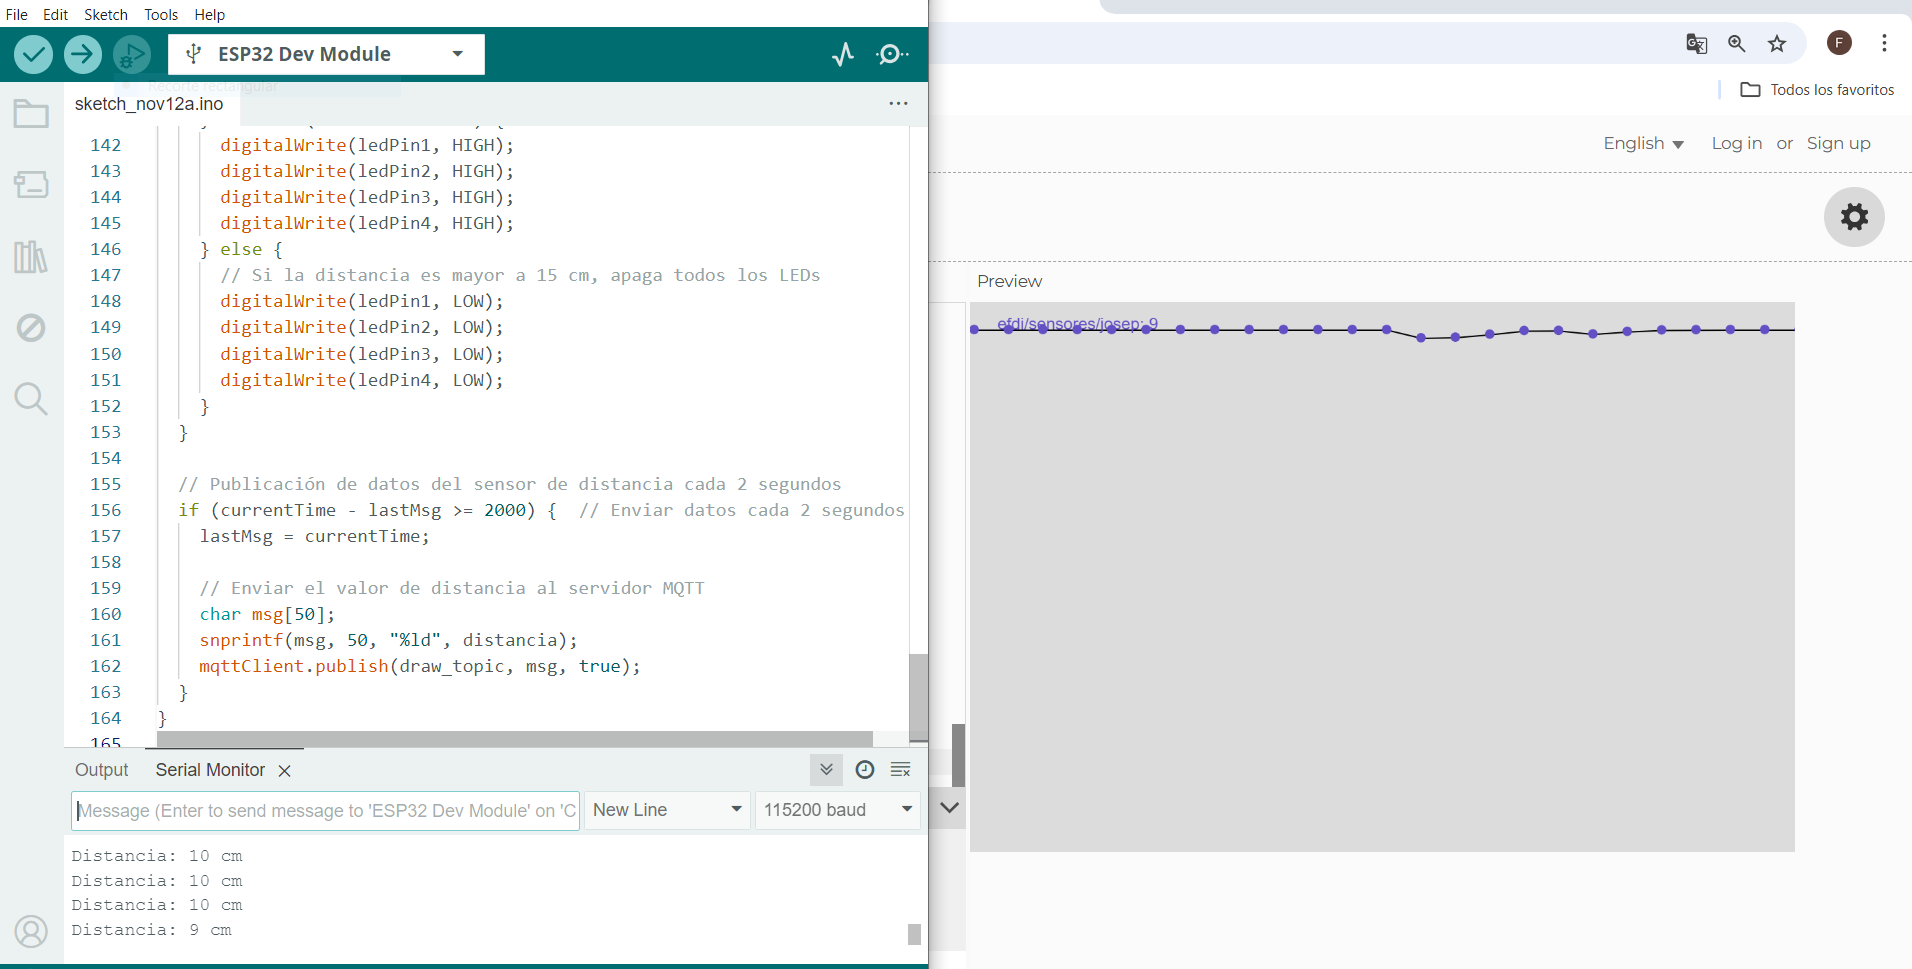 File Edit Sketch Tools Help
ESP32 Dev Module
Recorte rectangular
sketch_nov12a.ino
142 digitalWrite(ledPin1, HIGH);
143 digitalWrite(ledPin2, HIGH);
144 digitalWrite(ledPin3, HIGH);
145 digitalWrite(ledPin4, HIGH);
146 } else {
147 // Si la distancia es mayor a 15 cm, apaga todos los LEDs
148 digitalWrite(ledPin1, LOW);
149 digitalWrite(ledPin2, LOW);
150 digitalWrite(ledPin3, LOW);
151 digitalWrite(ledPin4, LOW);
152 }
153 }
154
155 // Publicación de datos del sensor de distancia cada 2 segundos
156 if (currentTime - lastMsg >= 2000) { // Enviar datos cada 2 segundos
157 lastMsg = currentTime;
158
159 // Enviar el valor de distancia al servidor MQTT
160 char msg[50];
161 snprintf(msg, 50, "%ld", distancia);
162 mqttClient.publish(draw_topic, msg, true);
163 }
164 }
165
Output Serial Monitor
Message (Enter to send message to 'ESP32 Dev Module' on 'C
New Line
115200 baud
Distancia: 10 cm
Distancia: 10 cm
Distancia: 10 cm
Distancia: 9 cm
F
Todos los favoritos
English Log in or Sign up
Preview
efdi/sensores/josep: 9